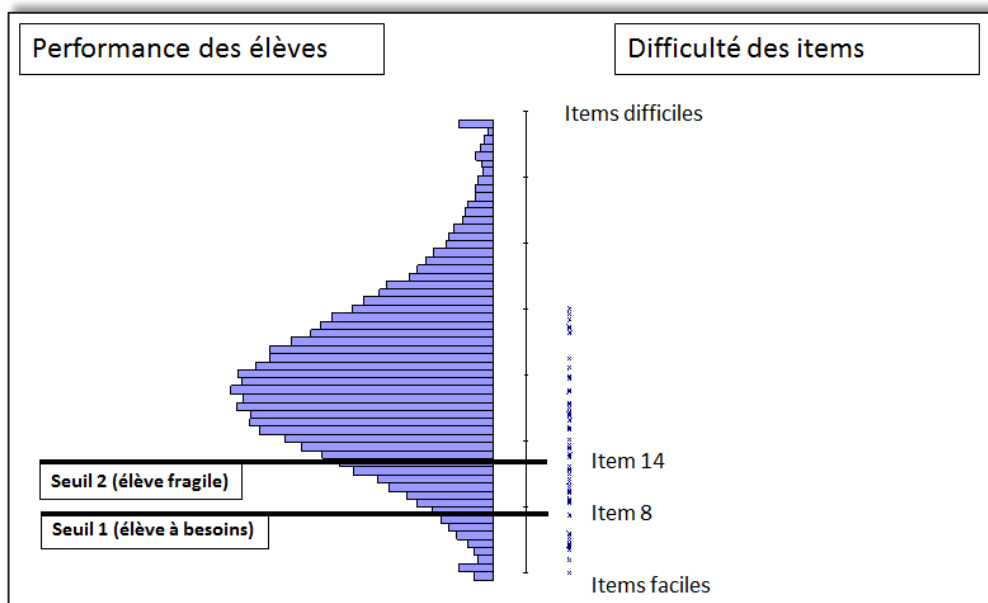 Performance des élèves
Difficulté des items
Items difficiles
Item 14
Seuil 2 (élève fragile)
Item 8
Seuil 1 (élève à besoins)
Items faciles